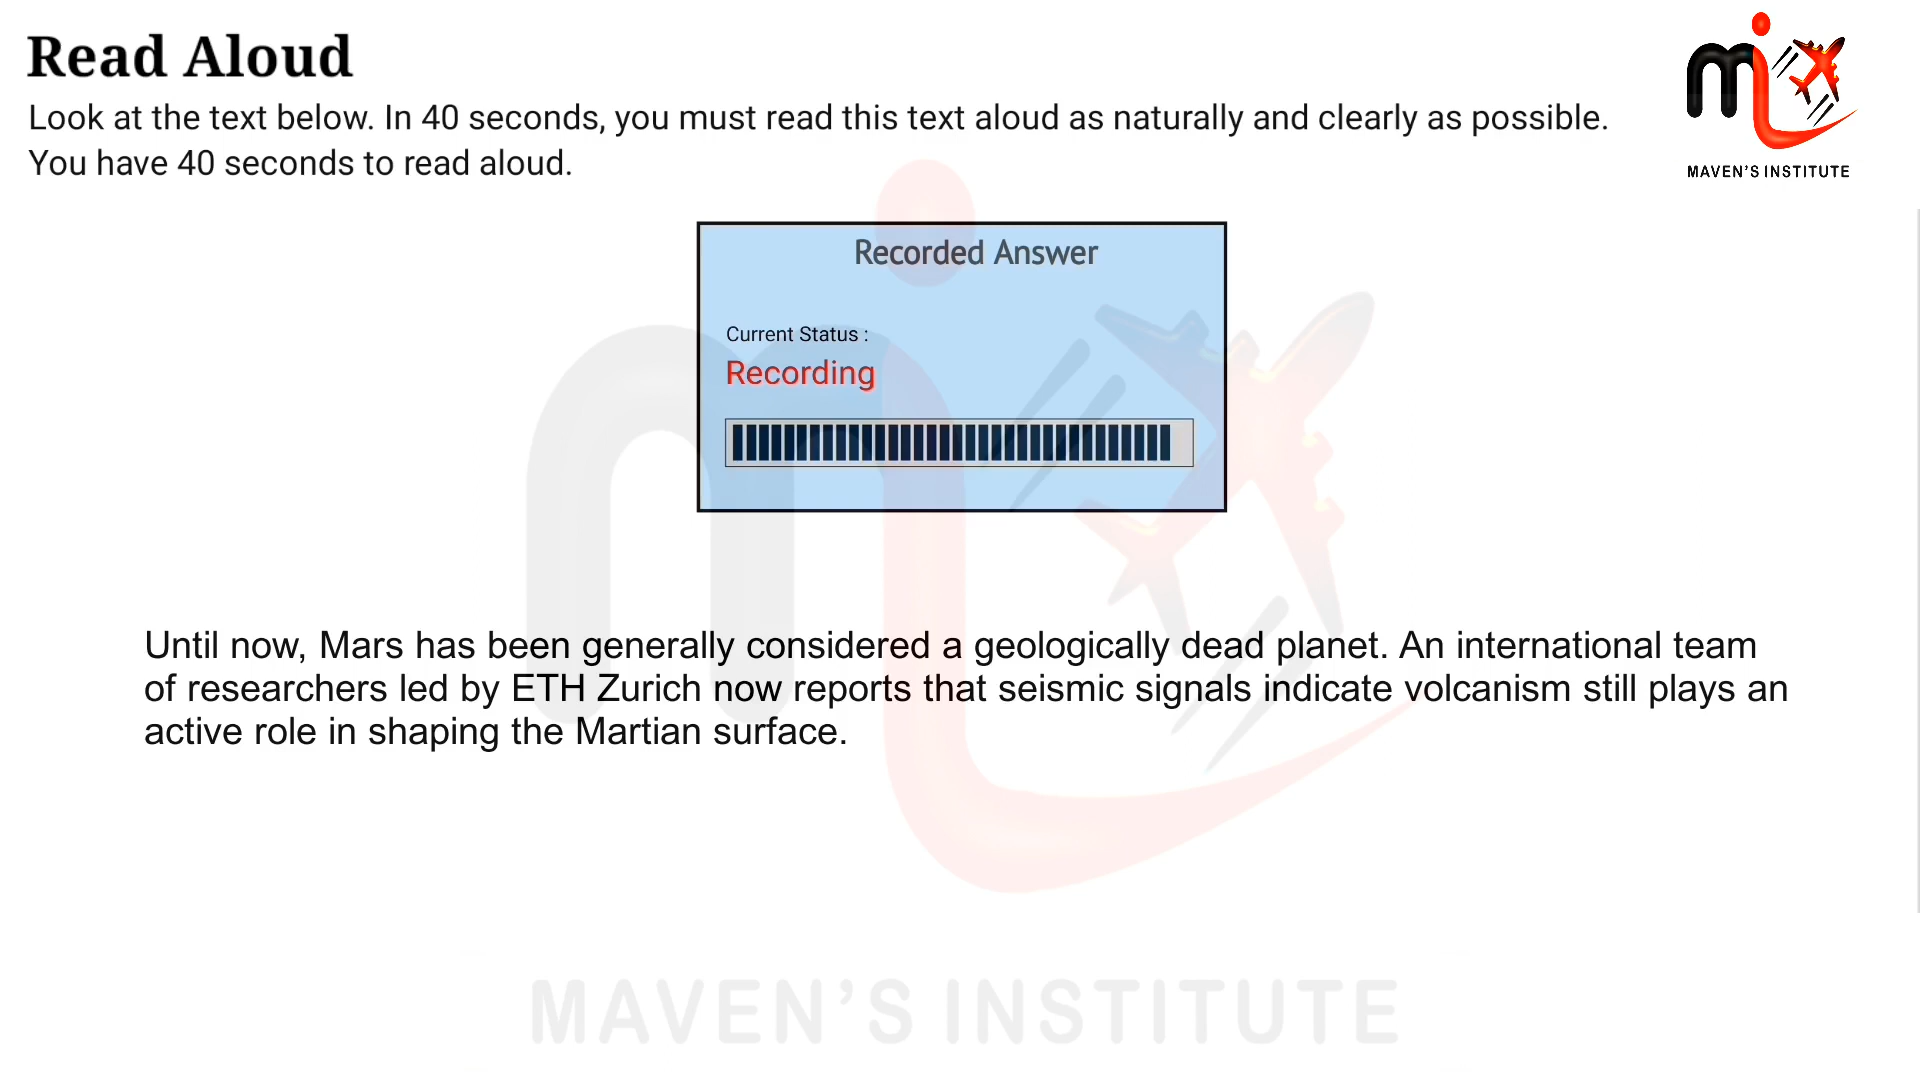 Read Aloud
Look at the text below. In 40 seconds, you must read this text aloud as naturally and clearly as possible.
You have 40 seconds to read aloud.
MAVEN'S INSTITUTE
Recorded Answer
Current Status :
Recording
Until now, Mars has been generally considered a geologically dead planet. An international team
of researchers led by ETH Zurich now reports that seismic signals indicate volcanism still plays an
active role in shaping the Martian surface.
MAVEN'S INSTITUTE